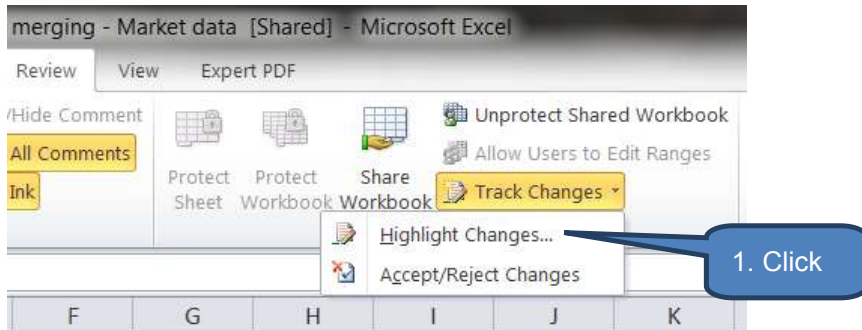 merging - Market data [Shared] - Microsoft Excel
Review View Expert PDF
/Hide Comment
All Comments
Ink
Protect Sheet
Protect Workbook
Share Workbook
Unprotect Shared Workbook
Allow Users to Edit Ranges
Track Changes
Highlight Changes...
Accept/Reject Changes
1. Click
F G H I J K